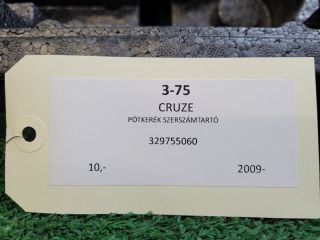 3-75
CRUZE
PÓTKERÉK SZERSZÁMTARTÓ
329755060
10,- 2009-